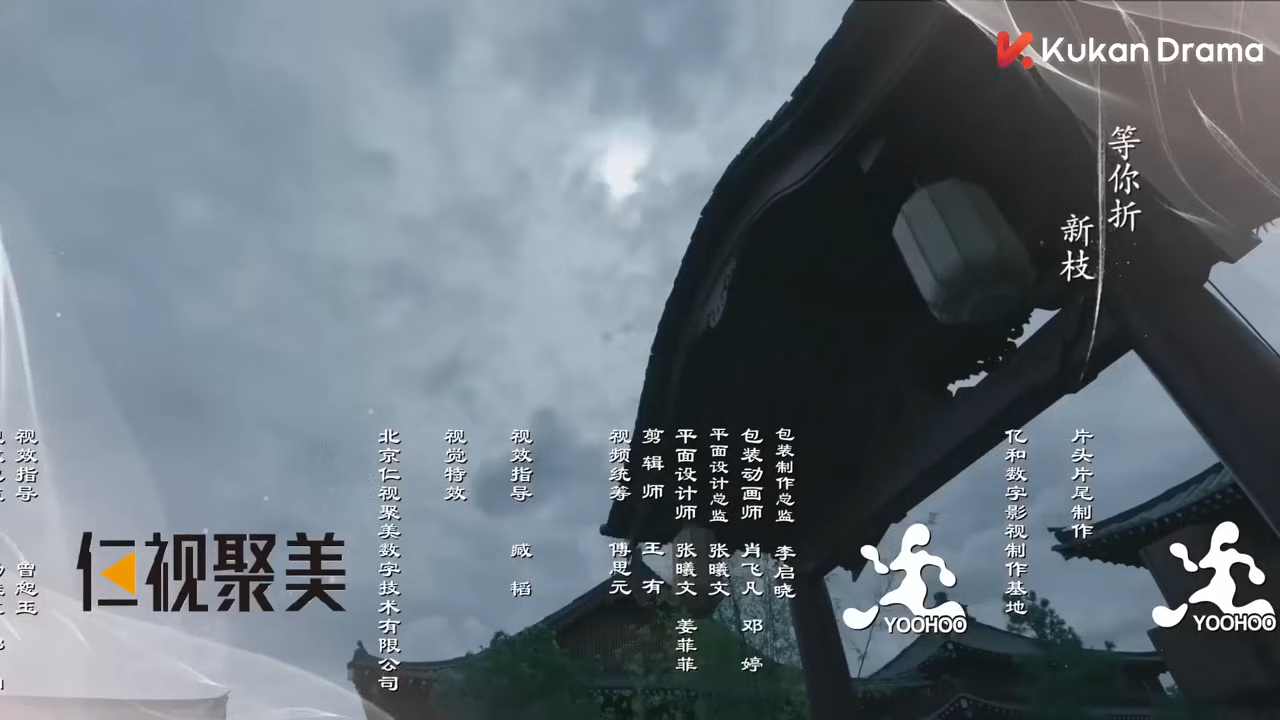 Kukan Drama
等你折
新枝
片头片尾制作
亿和数字影视制作基地
YOOHOO
YOOHOO
包装制作总监 李启晓
包装动画师 肖飞凡 邓婷
平面设计总监 张曦文
平面设计师 张曦文 姜菲菲
剪辑师 王有
视频统筹 傅思元
视效指导 臧韬
视觉特效
北京仁视聚美数字技术有限公司
仁视聚美
视效指导